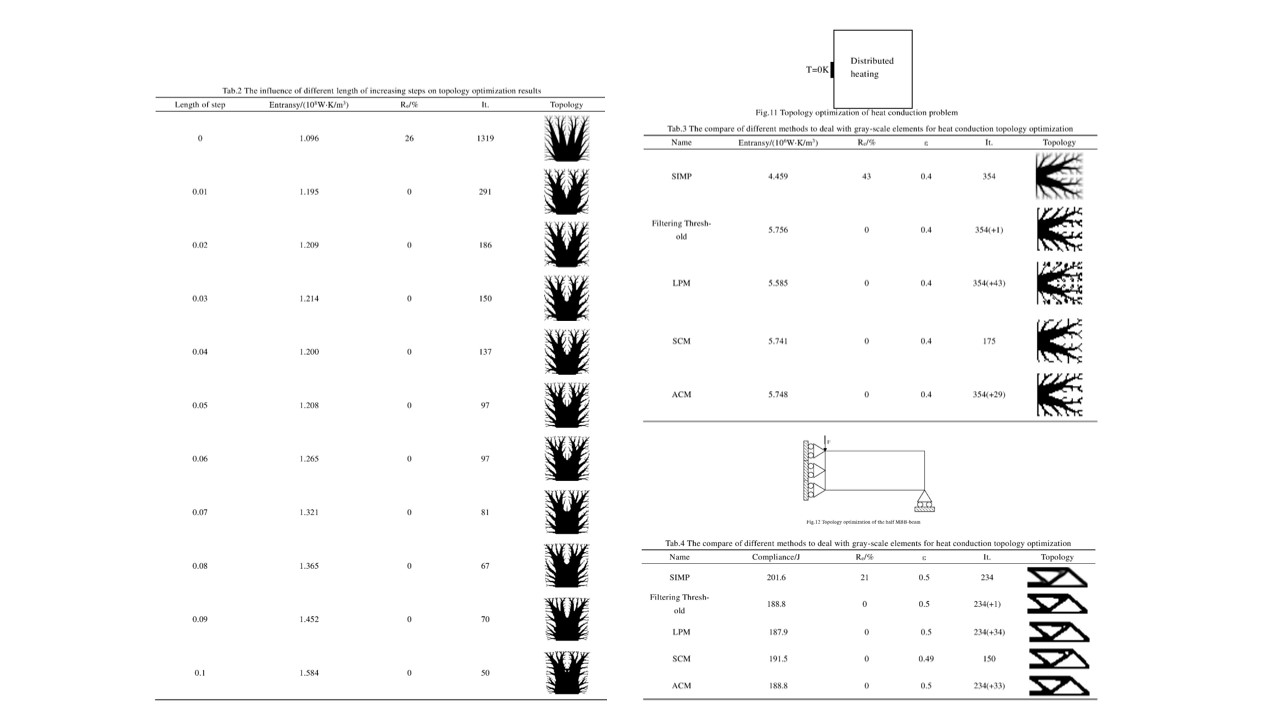 Tab.2 The influence of different length of increasing steps on topology optimization results
Length of step Entransy/(10⁸W·K/m³) Rₑ/% It. Topology
0 1.096 26 1319
0.01 1.195 0 291
0.02 1.209 0 186
0.03 1.214 0 150
0.04 1.200 0 137
0.05 1.208 0 97
0.06 1.265 0 97
0.07 1.321 0 81
0.08 1.365 0 67
0.09 1.452 0 70
0.1 1.584 0 50
T=0K
Distributed
heating
Fig.11 Topology optimization of heat conduction problem
Tab.3 The compare of different methods to deal with gray-scale elements for heat conduction topology optimization
Name Entransy/(10⁸W·K/m³) Rₑ/% ε It. Topology
SIMP 4.459 43 0.4 354
Filtering Thresh-
old 5.756 0 0.4 354(+1)
LPM 5.585 0 0.4 354(+43)
SCM 5.741 0 0.4 175
ACM 5.748 0 0.4 354(+29)
F
Fig.12 Topology optimization of the half MBB-beam
Tab.4 The compare of different methods to deal with gray-scale elements for heat conduction topology optimization
Name Compliance/J Rₑ/% ε It. Topology
SIMP 201.6 21 0.5 234
Filtering Thresh-
old 188.8 0 0.5 234(+1)
LPM 187.9 0 0.5 234(+34)
SCM 191.5 0 0.49 150
ACM 188.8 0 0.5 234(+33)